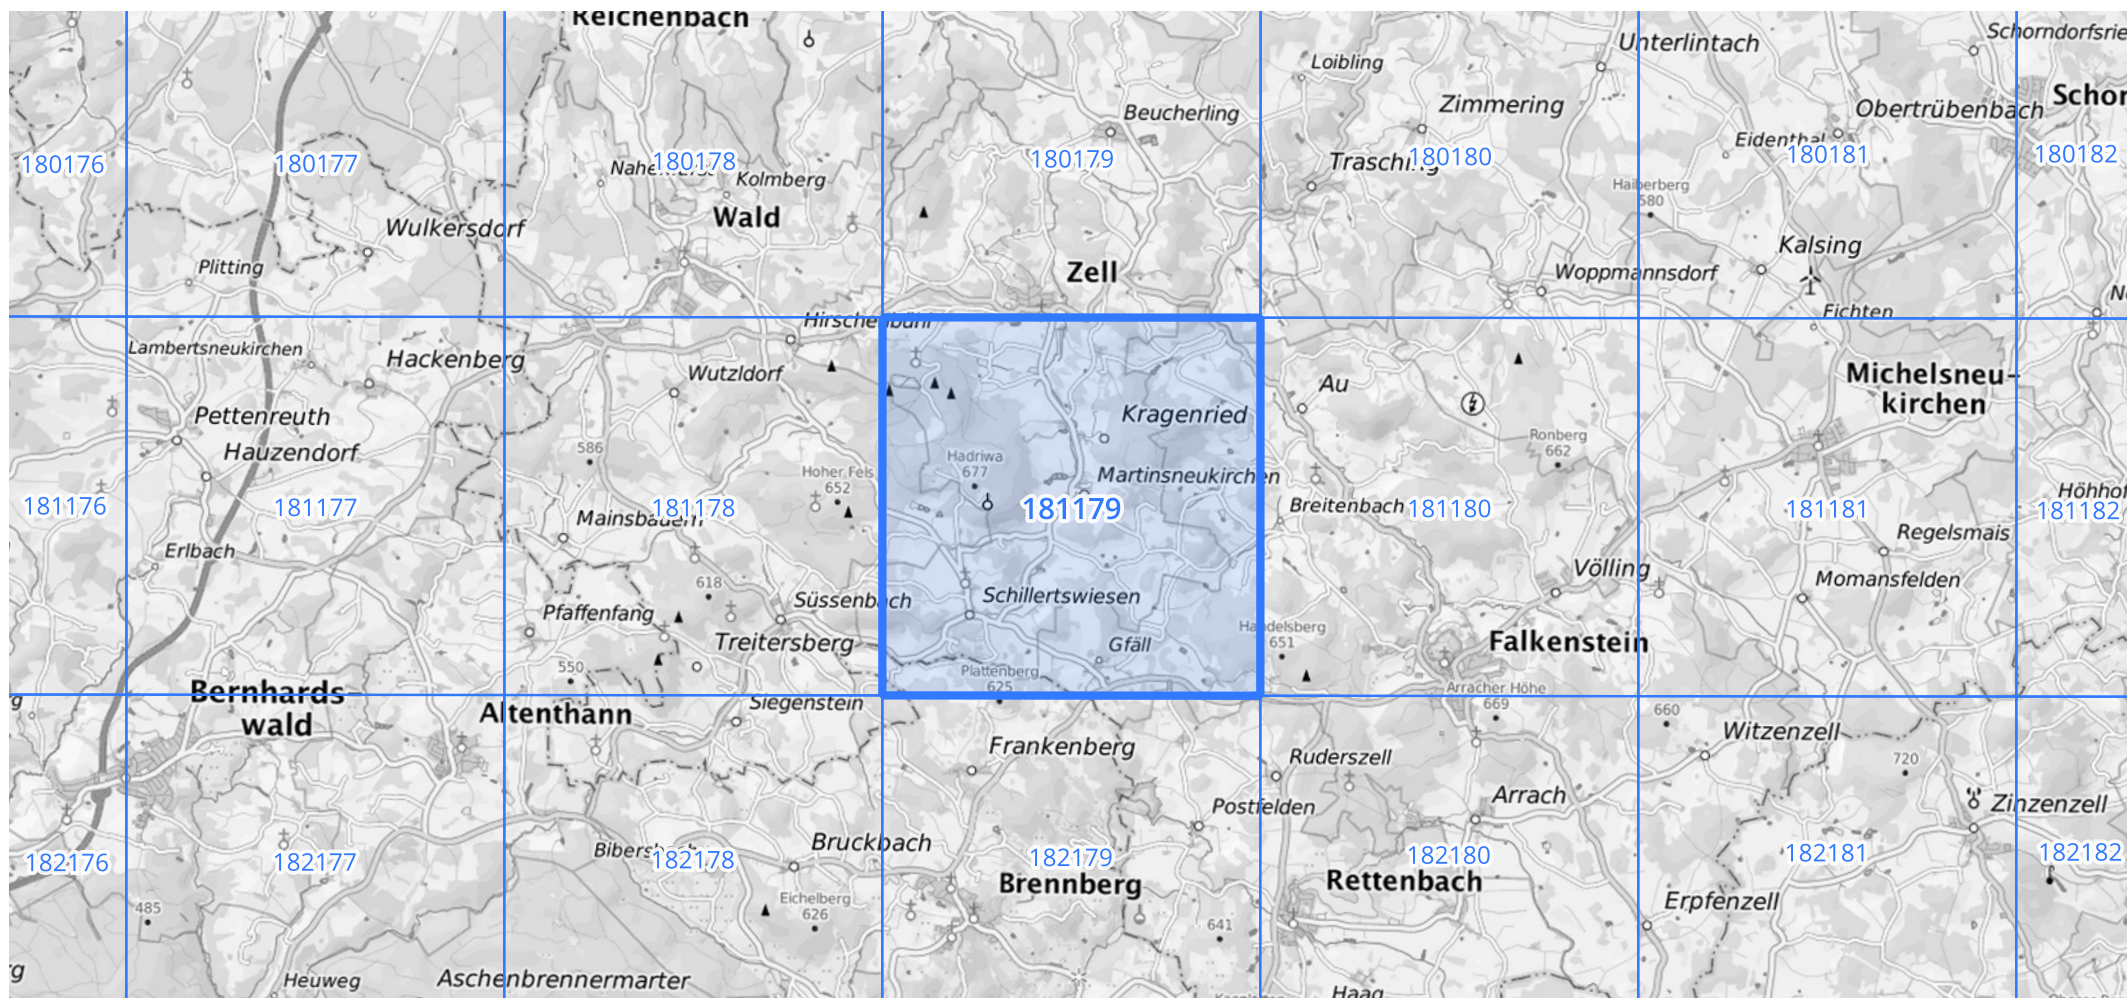 Reichenbach
Unterlintach
Schorndorfsrie
Loibling
Schor
Zimmering
Beucherling
Obertrübenbach
Eidenthal
180176
180177
180178
180179
180180
180181
180182
Traschin
Kolmberg
Haiberberg
580
Wald
Wulkersdorf
Kalsing
Plitting
Zell
Woppmannsdorf
Fichten
Hirschenbühl
Lambertsneukirchen
Hackenberg
Wutzldorf
Au
Michelsneu-
kirchen
Pettenreuth
Kragenried
Hauzendorf
586
Ronberg
662
Hadriwa
677
Hoher Fels
652
Martinsneukirchen
Höhhof
181176
181177
181178
181179
181180
181181
181182
Breitenbach
Mainsbauern
Regelsmais
Erlbach
Völling
Momansfelden
618
Schillertswiesen
Süssenbach
Pfaffenfang
Treitersberg
Gfäll
Handelsberg
651
Falkenstein
550
Plattenberg
625
Bernhards-
wald
Altenthann
Siegenstein
Arracher Höhe
669
660
Witzenzell
Frankenberg
Ruderszell
720
Postfelden
Arrach
Zinzenzell
Bruckbach
182176
182177
182178
182179
182180
182181
182182
Brennberg
Rettenbach
Eichelberg
626
Erpfenzell
485
641
Heuweg
Aschenbrennermarter
Haag